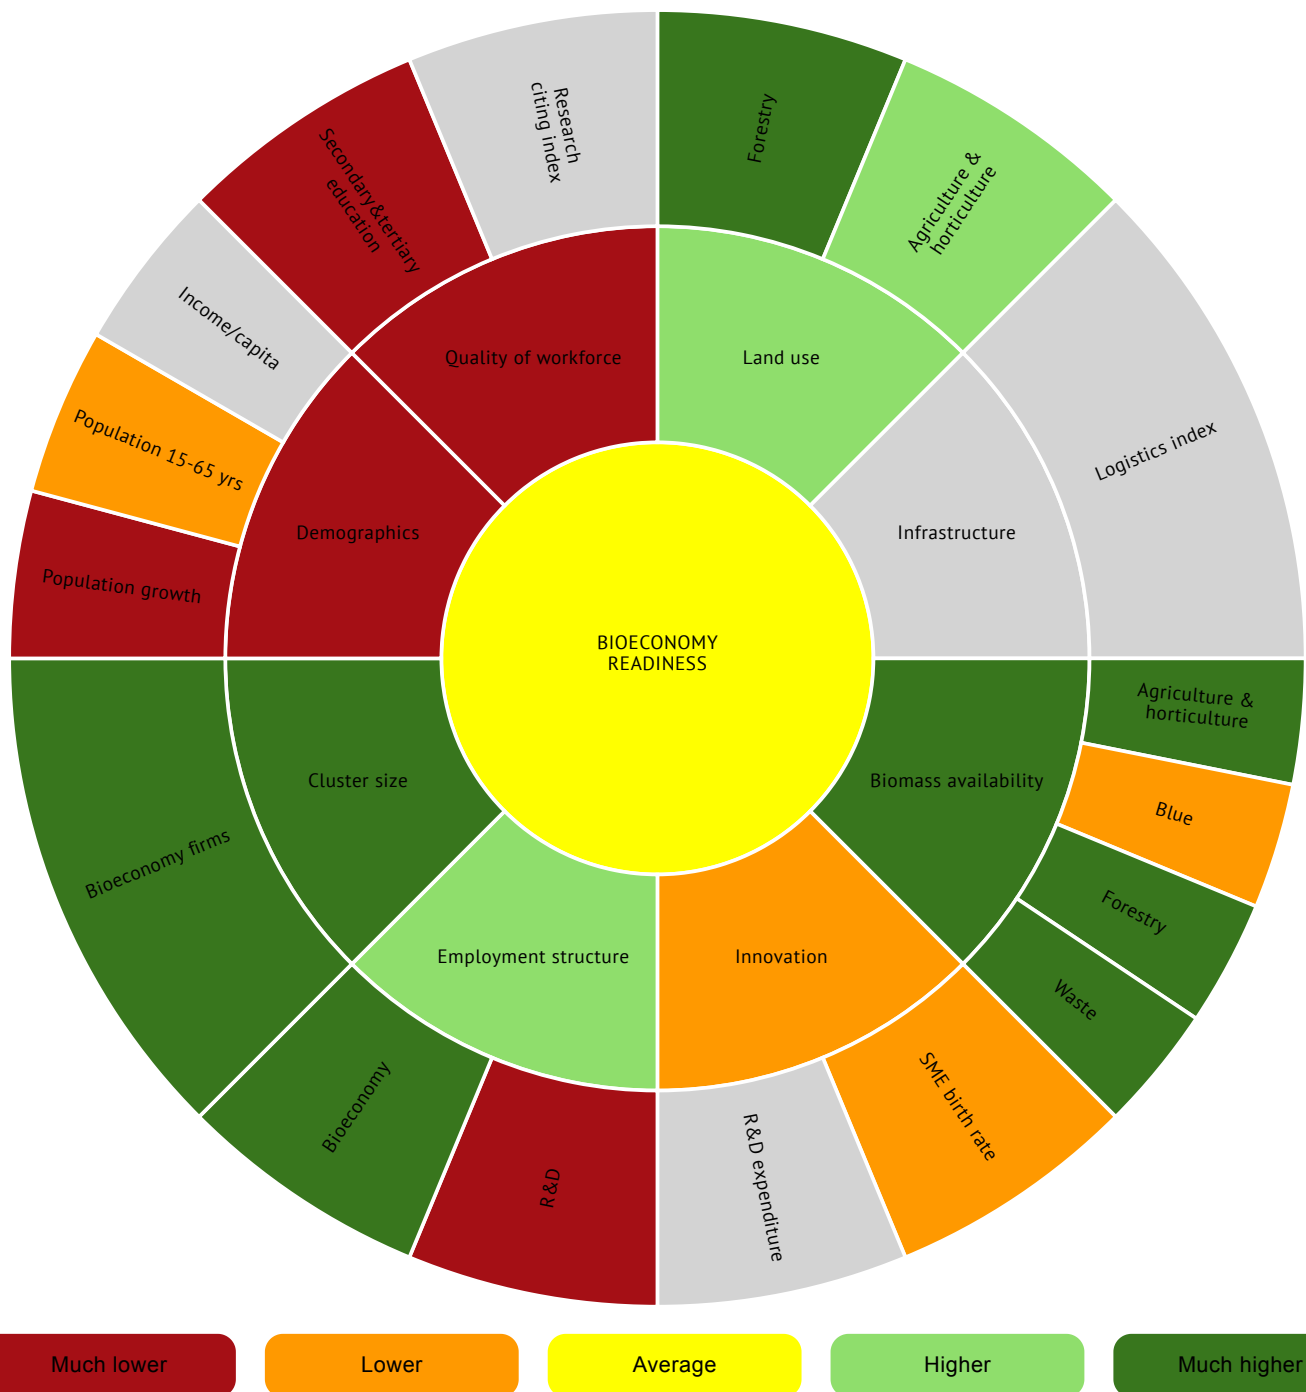 Research
citing index
Forestry
Secondary&tertiary
education
Agriculture &
horticulture
Income/capita
Quality of workforce
Land use
Population 15-65 yrs
Logistics index
Demographics
Infrastructure
Population growth
BIOECONOMY
READINESS
Agriculture &
horticulture
Cluster size
Biomass availability
Blue
Bioeconomy firms
Forestry
Employment structure
Innovation
Waste
Bioeconomy
SME birth rate
R&D
R&D expenditure
Much lower
Lower
Average
Higher
Much higher